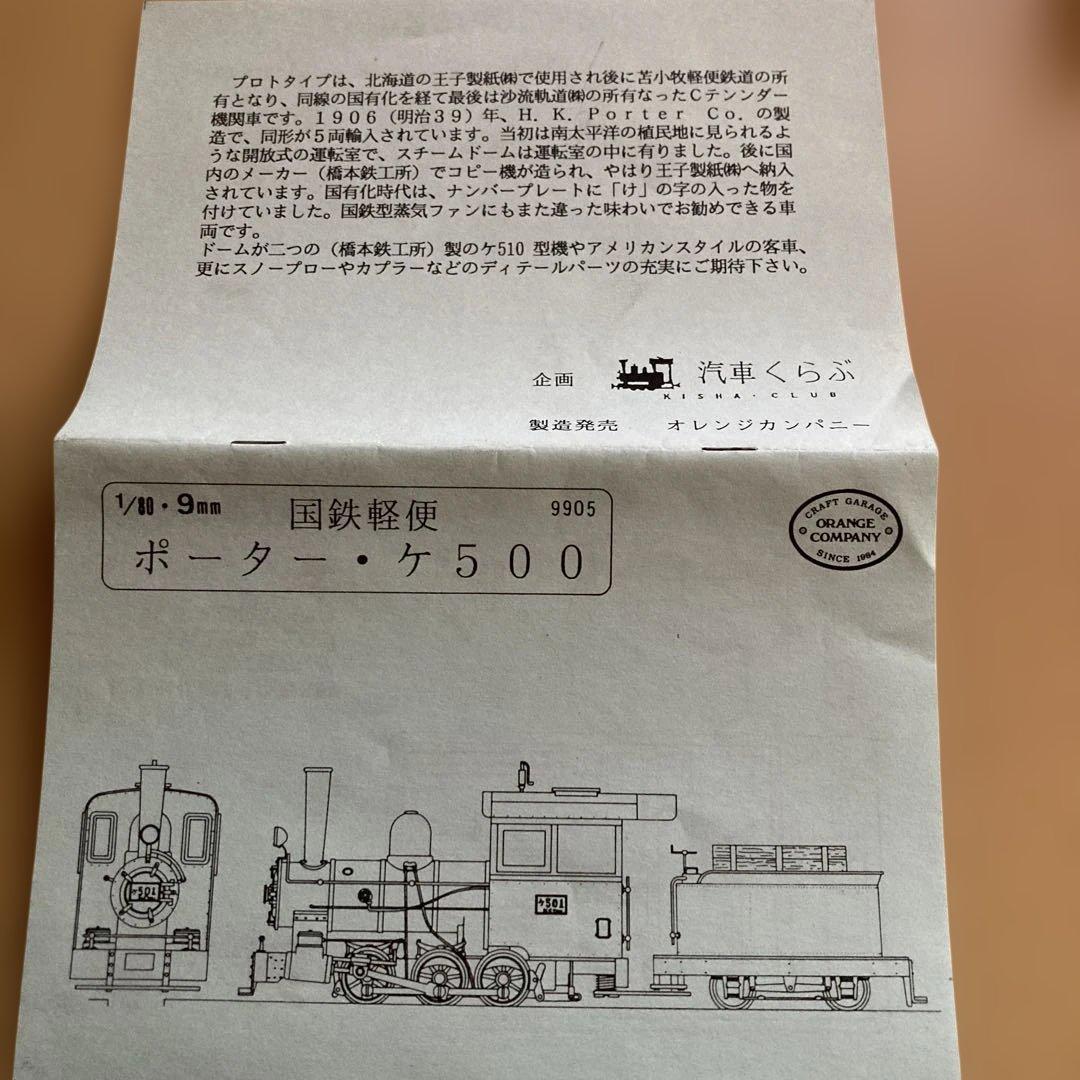 プロトタイプは、北海道の王子製紙㈱で使用され後に苫小牧軽便鉄道の所
有となり、同線の国有化を経て最後は沙流軌道㈱の所有なったCテンンダー
機関車です。1906（明治39）年、H. K. Porter Co. の製
造で、同形が5両輸入されています。当初は南太平洋の植民地に見られるよ
うな開放式の運転室で、スチームドームは運転室の中に有りました。後に国
内のメーカー（橋本鉄工所）でコピー機が造られ、やはり王子製紙㈱へ納入
されています。国有化時代は、ナンバープレートに「け」の字の入った物を
付けていました。国鉄型蒸気ファンにもまた違った味わいでお勧めできる車
両です。
ドームが二つの（橋本鉄工所）製のケ510 型機やアメリカンスタイルの客車、
更にスノープローやカプラーなどのディテールパーツの充実にご期待下さい。
企画 汽車くらぶ
KISHA・CLUB
製造発売 オレンジカンパニー
1/80・9mm 国鉄軽便 9905
ポーター・ケ500
CRAFT GARAGE
ORANGE
COMPANY
SINCE 1984
ケ501
ケ501